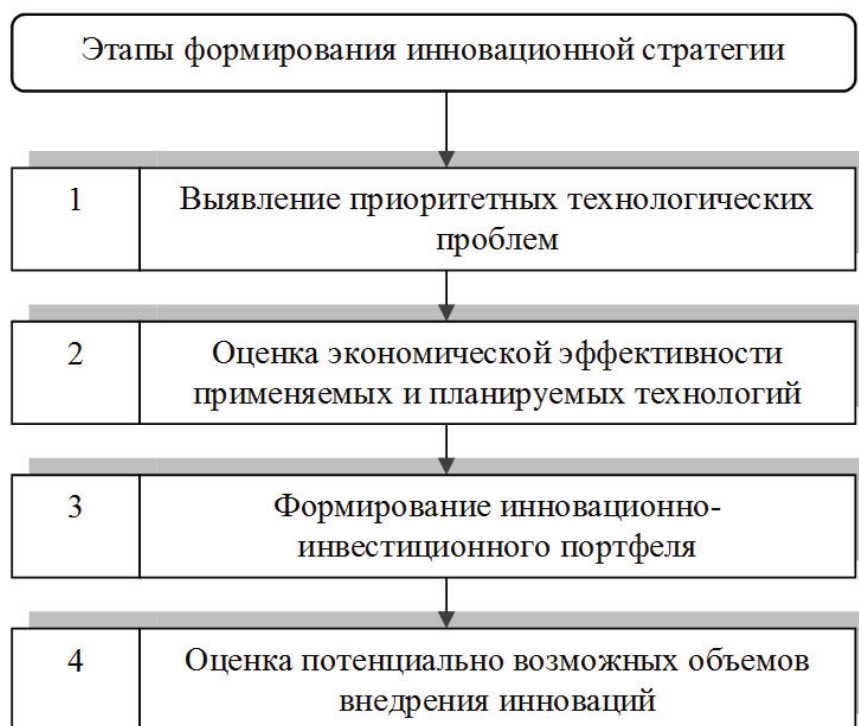 Этапы формирования инновационной стратегии
1
Выявление приоритетных технологических
проблем
2
Оценка экономической эффективности
применяемых и планируемых технологий
3
Формирование инновационно-
инвестиционного портфеля
4
Оценка потенциально возможных объемов
внедрения инноваций